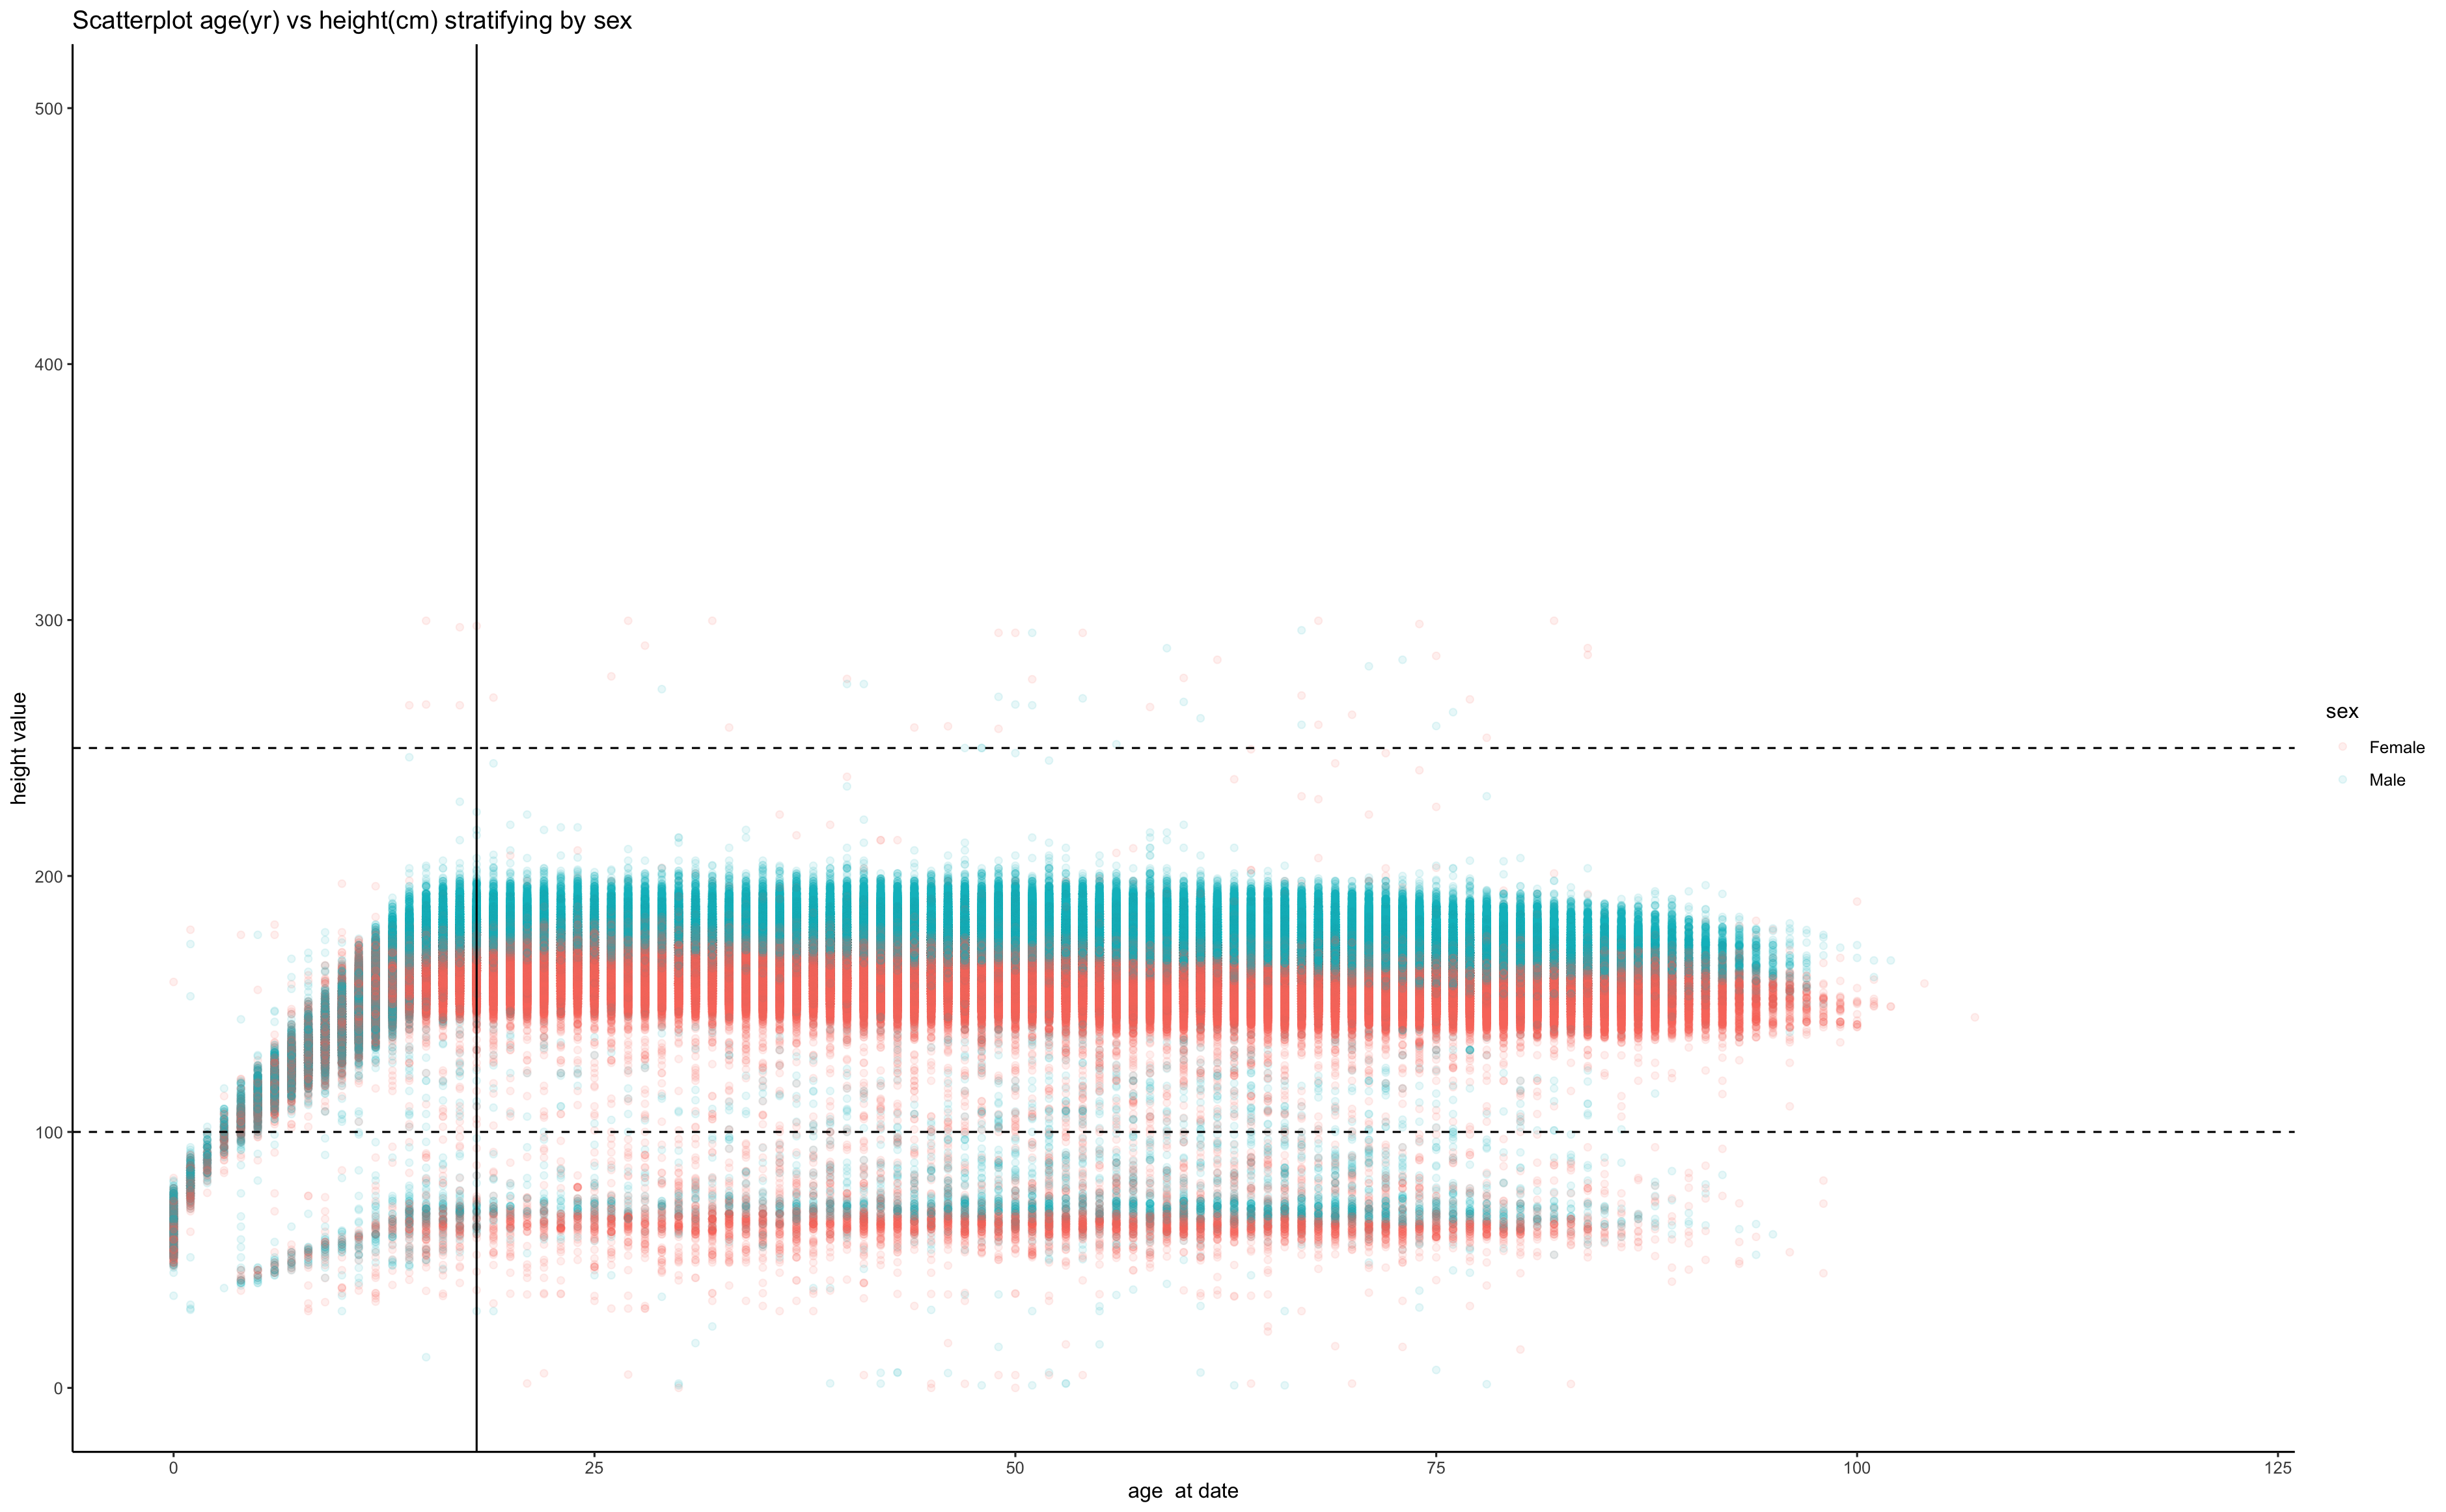 Scatterplot age(yr) vs height(cm) stratifying by sex
500
400
300
200
100
0
height value
0 25 50 75 100 125
age  at date
sex
Female
Male